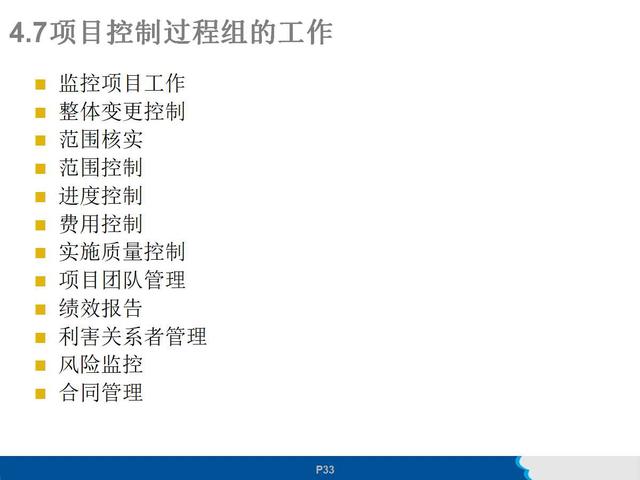 4.7项目控制过程组的工作
监控项目工作
整体变更控制
范围核实
范围控制
进度控制
费用控制
实施质量控制
项目团队管理
绩效报告
利害关系者管理
风险监控
合同管理
P33